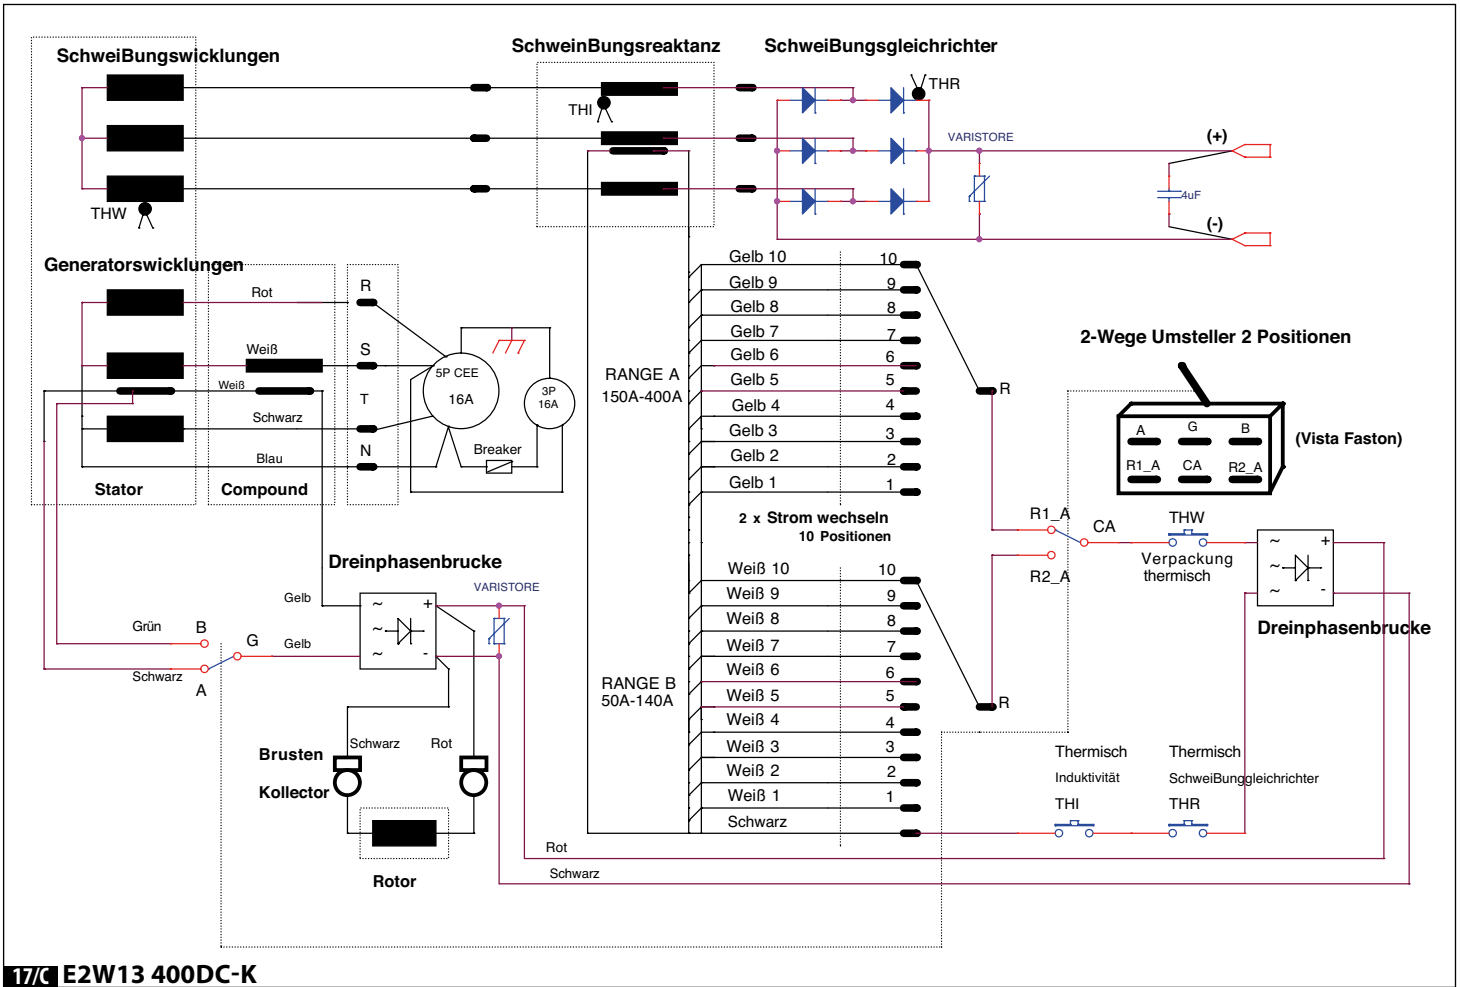 SchweiBungswicklungen
SchweinBungsreaktanz
SchweiBungsgleichrichter
THI
THR
VARISTORE
(+)
4uF
(-)
THW
Generatorswicklungen
Rot
R
Weiß
S
Weiß
T
Schwarz
Blau
N
Stator
Compound
5P CEE
16A
3P
16A
Breaker
RANGE A
150A-400A
Gelb 10
10
Gelb 9
9
Gelb 8
8
Gelb 7
7
Gelb 6
6
Gelb 5
5
Gelb 4
4
Gelb 3
3
Gelb 2
2
Gelb 1
1
R
2 x Strom wechseln
10 Positionen
2-Wege Umsteller 2 Positionen
A
G
B
R1_A
CA
R2_A
(Vista Faston)
R1_A
R2_A
CA
THW
Verpackung
thermisch
~
~
~
+
-
Dreinphasenbrucke
Dreinphasenbrucke
VARISTORE
Gelb
~
~
~
+
-
Grün
B
G
Gelb
Schwarz
A
RANGE B
50A-140A
Weiß 10
10
Weiß 9
9
Weiß 8
8
Weiß 7
7
Weiß 6
6
Weiß 5
5
Weiß 4
4
Weiß 3
3
Weiß 2
2
Weiß 1
1
Schwarz
R
Thermisch
Induktivität
THI
Thermisch
SchweiBunggleichrichter
THR
Brusten
Schwarz
Rot
Kollector
Rotor
Rot
Schwarz
17/C E2W13 400DC-K